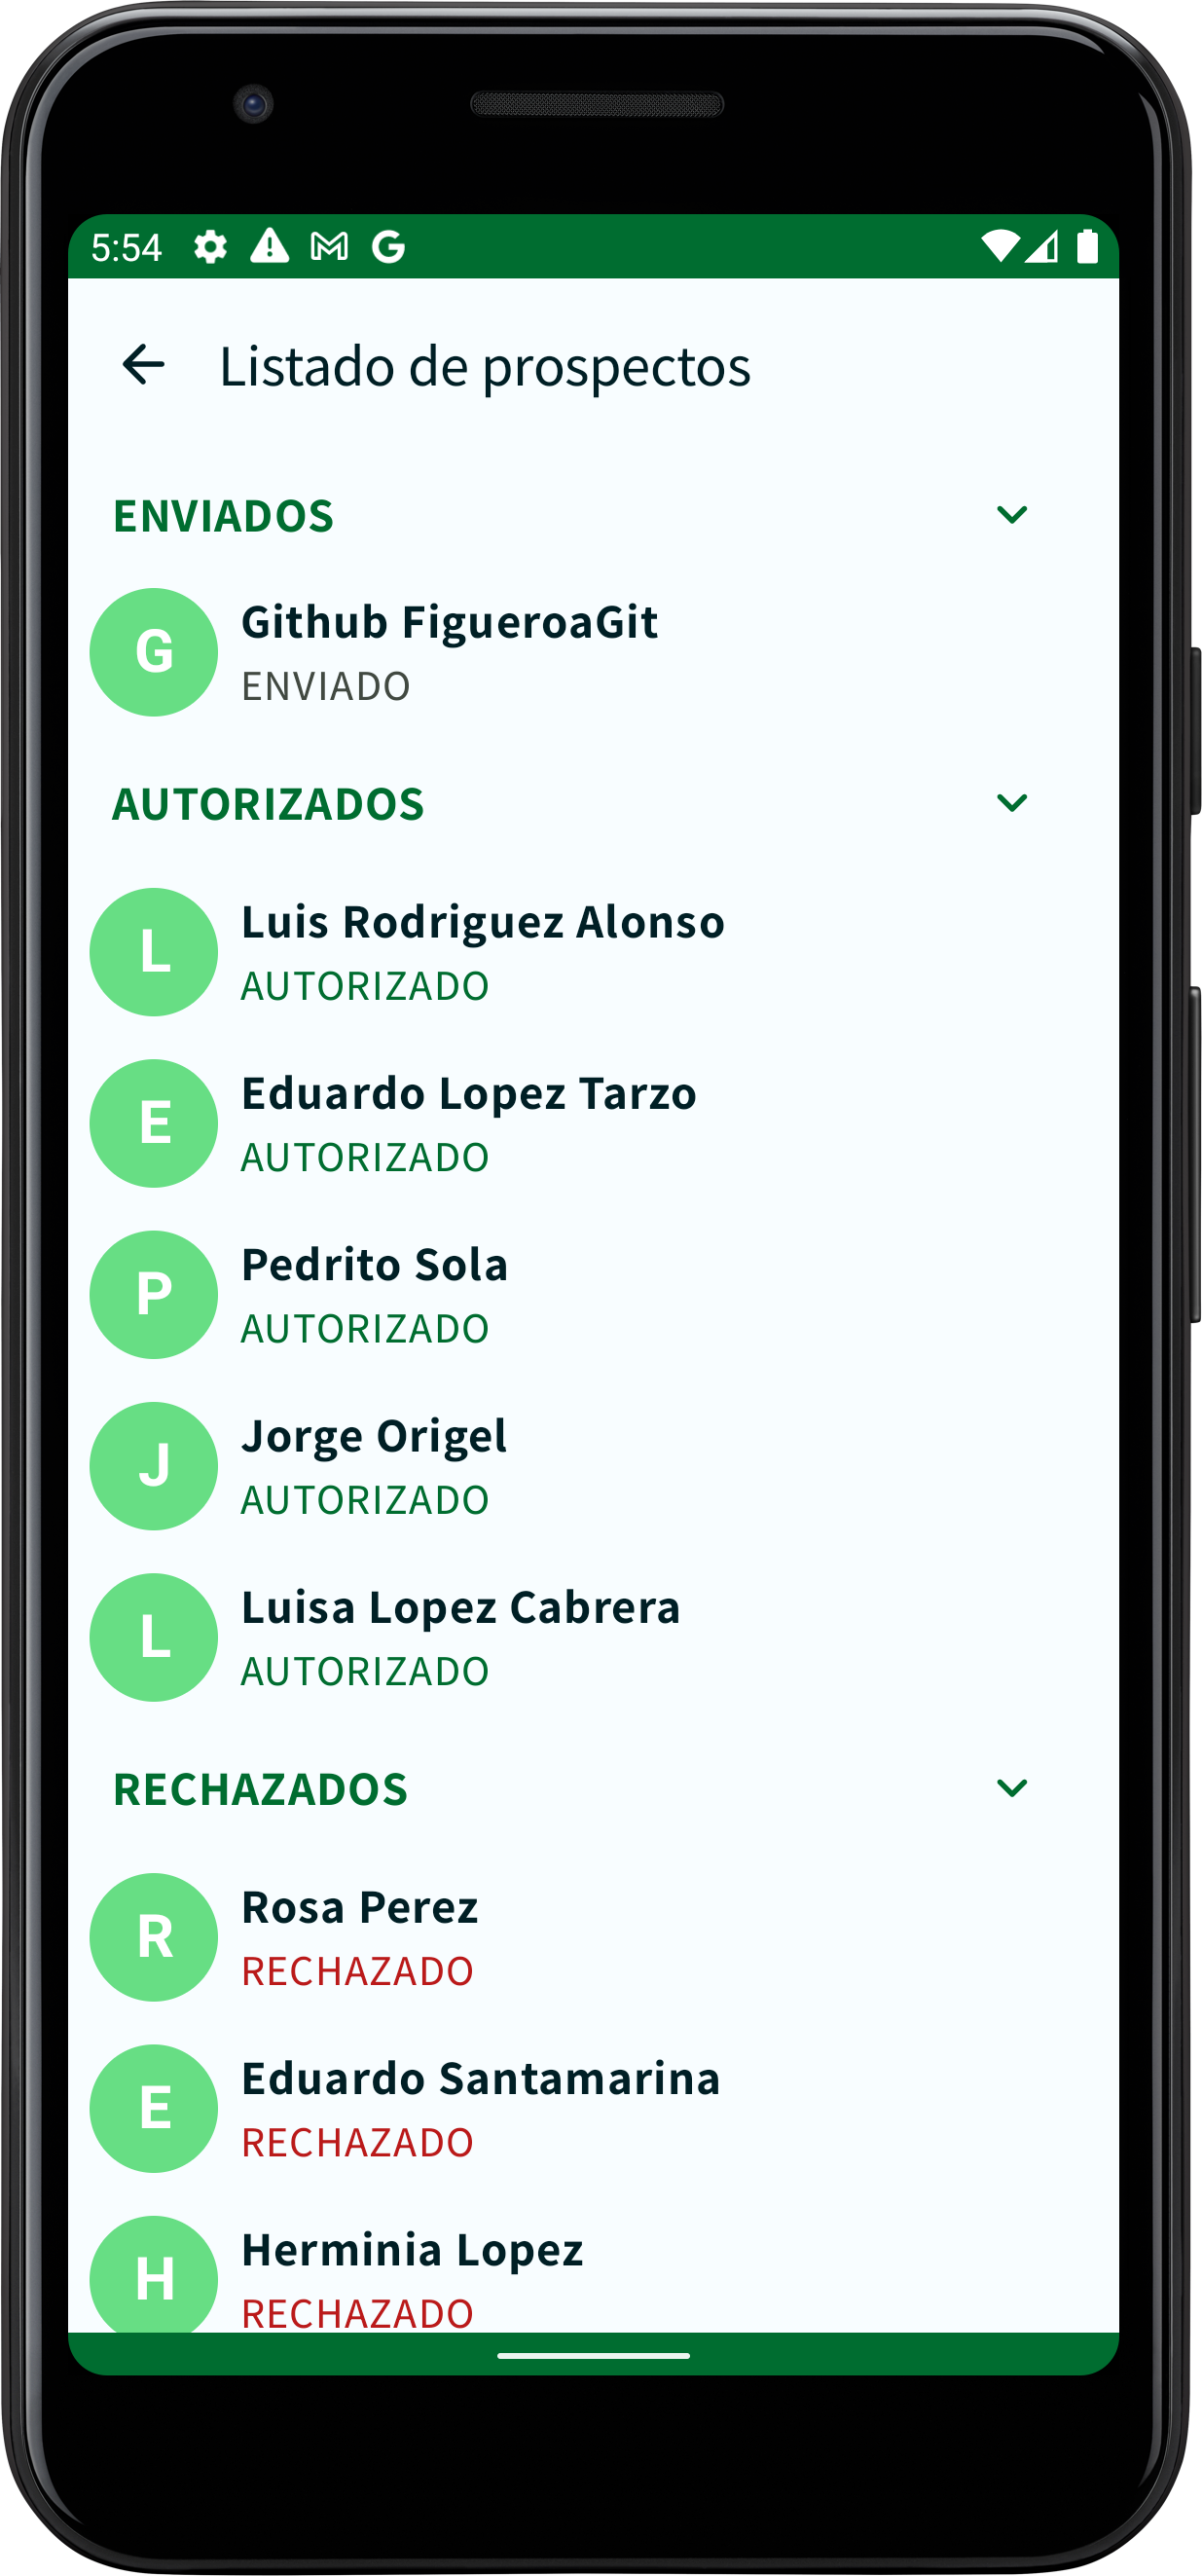 5:54
Listado de prospectos
ENVIADOS
G
Github FigueroaGit
ENVIADO
AUTORIZADOS
L
Luis Rodriguez Alonso
AUTORIZADO
E
Eduardo Lopez Tarzo
AUTORIZADO
P
Pedrito Sola
AUTORIZADO
J
Jorge Origel
AUTORIZADO
L
Luisa Lopez Cabrera
AUTORIZADO
RECHAZADOS
R
Rosa Perez
RECHAZADO
E
Eduardo Santamarina
RECHAZADO
H
Herminia Lopez
RECHAZADO